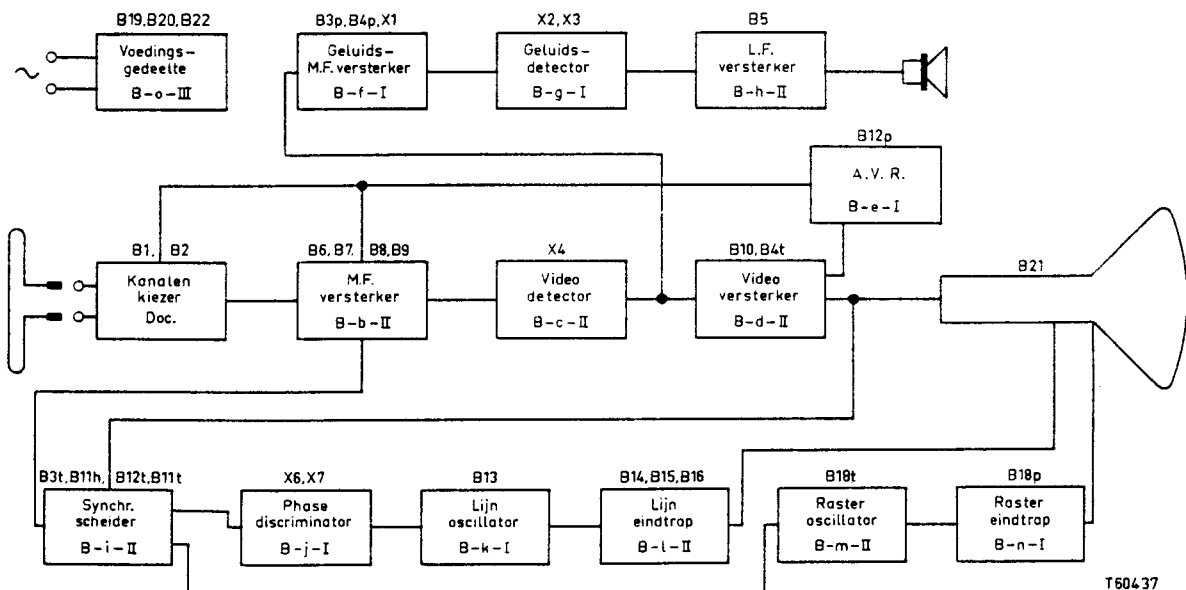 B19, B20, B22
Voedings-
gedeelte
B-o-III
B3p, B4p, X1
Geluids-
M.F. versterker
B-f-I
X2, X3
Geluids-
detector
B-g-I
B5
L.F.
versterker
B-h-II
B12p
A.V.R.
B-e-I
B1, B2
Kanalen
kiezer
Doc.
B6, B7, B8, B9
M.F.
versterker
B-b-II
X4
Video
detector
B-c-II
B10, B4t
Video
versterker
B-d-II
B21
B3t, B11h, B12t, B11t
Synchr.
scheider
B-i-II
X6, X7
Phase
discriminator
B-j-I
B13
Lijn
oscillator
B-k-I
B14, B15, B16
Lijn
eindtrap
B-l-II
B18t
Raster
oscillator
B-m-II
B18p
Raster
eindtrap
B-n-I
T60437